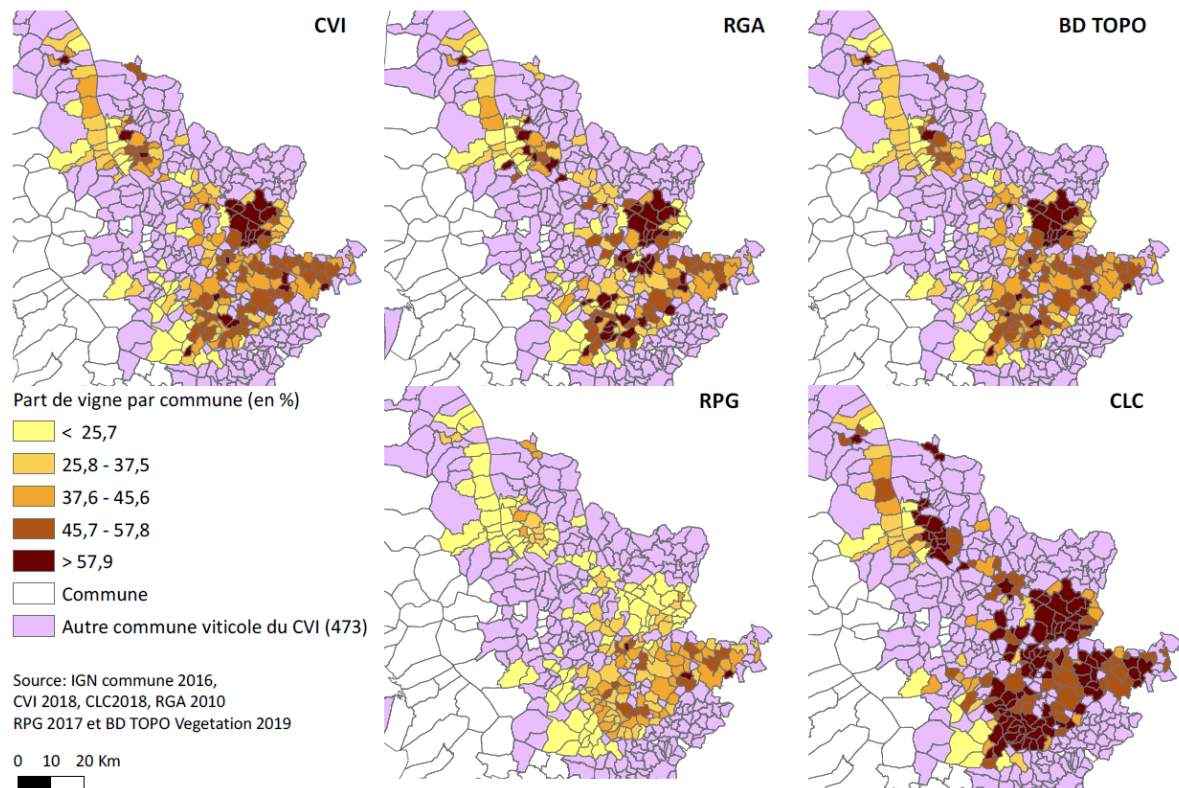 CVI
RGA
BD TOPO
Part de vigne par commune (en %)
< 25,7
25,8 - 37,5
37,6 - 45,6
45,7 - 57,8
> 57,9
Commune
Autre commune viticole du CVI (473)
Source: IGN commune 2016,
CVI 2018, CLC2018, RGA 2010
RPG 2017 et BD TOPO Vegetation 2019
0 10 20 Km
RPG
CLC